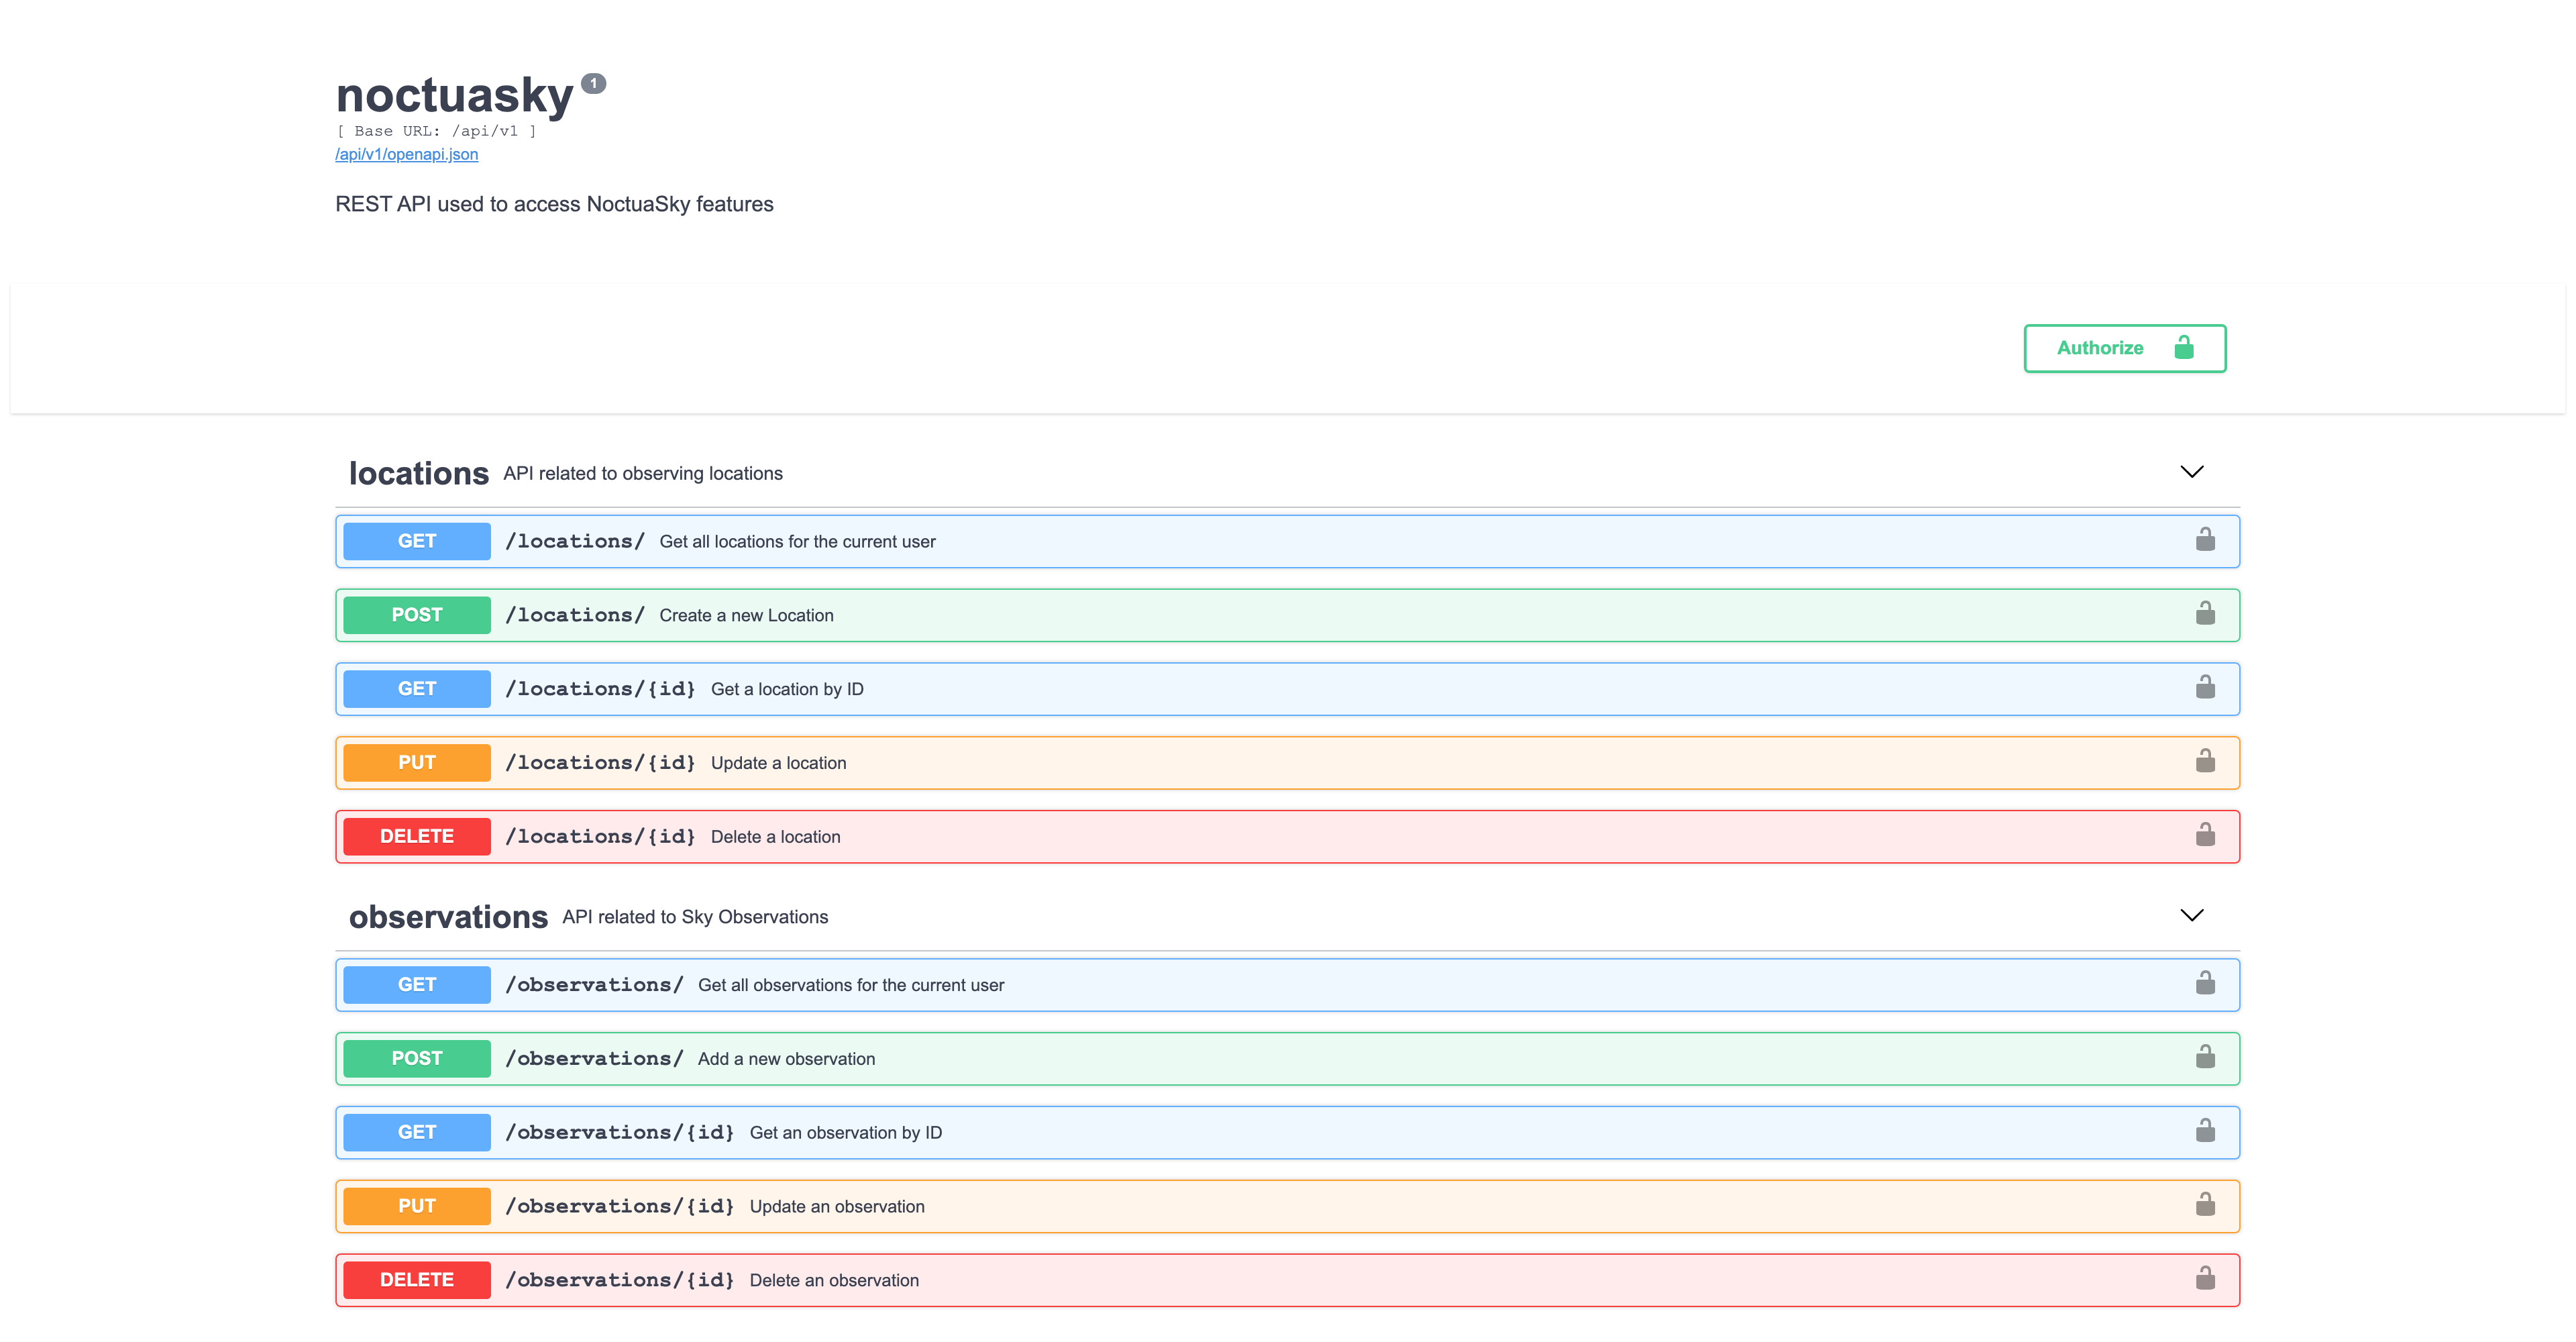 noctuasky 1
[ Base URL: /api/v1 ]
/api/v1/openapi.json
REST API used to access NoctuaSky features
Authorize
locations API related to observing locations
GET /locations/ Get all locations for the current user
POST /locations/ Create a new Location
GET /locations/{id} Get a location by ID
PUT /locations/{id} Update a location
DELETE /locations/{id} Delete a location
observations API related to Sky Observations
GET /observations/ Get all observations for the current user
POST /observations/ Add a new observation
GET /observations/{id} Get an observation by ID
PUT /observations/{id} Update an observation
DELETE /observations/{id} Delete an observation